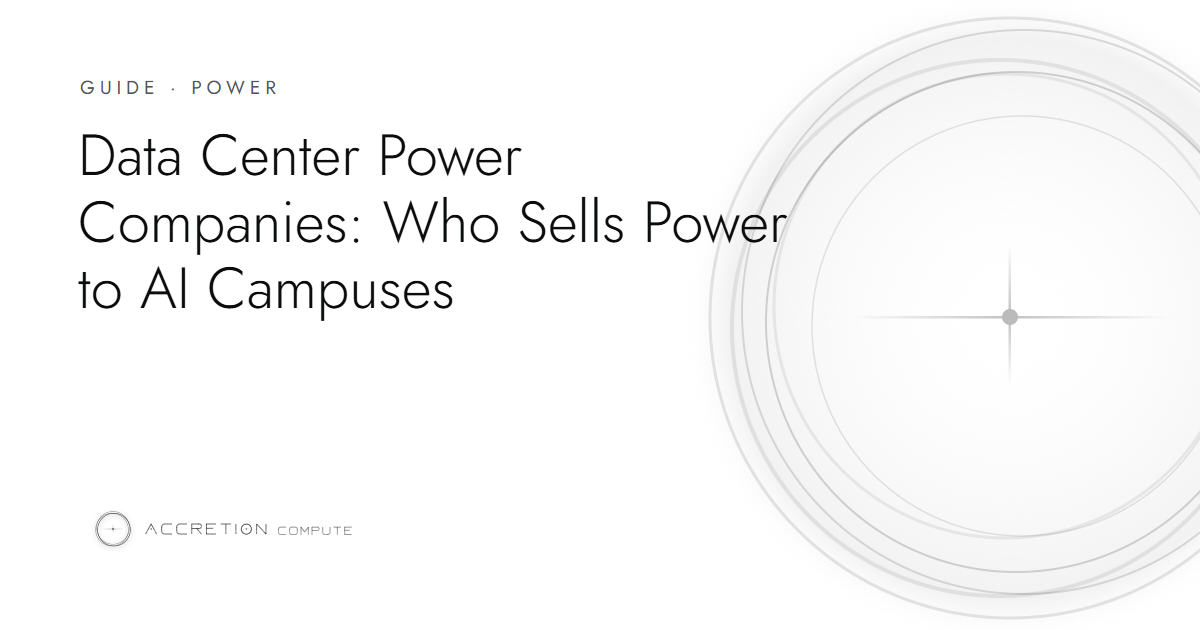 GUIDE · POWER
Data Center Power
Companies: Who Sells Power
to AI Campuses
ACCRETION COMPUTE